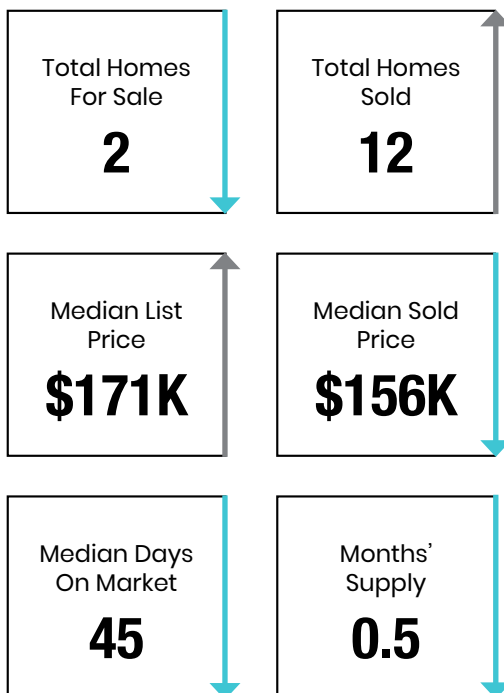 Total Homes
For Sale
2
Total Homes
Sold
12
Median List
Price
$171K
Median Sold
Price
$156K
Median Days
On Market
45
Months’
Supply
0.5